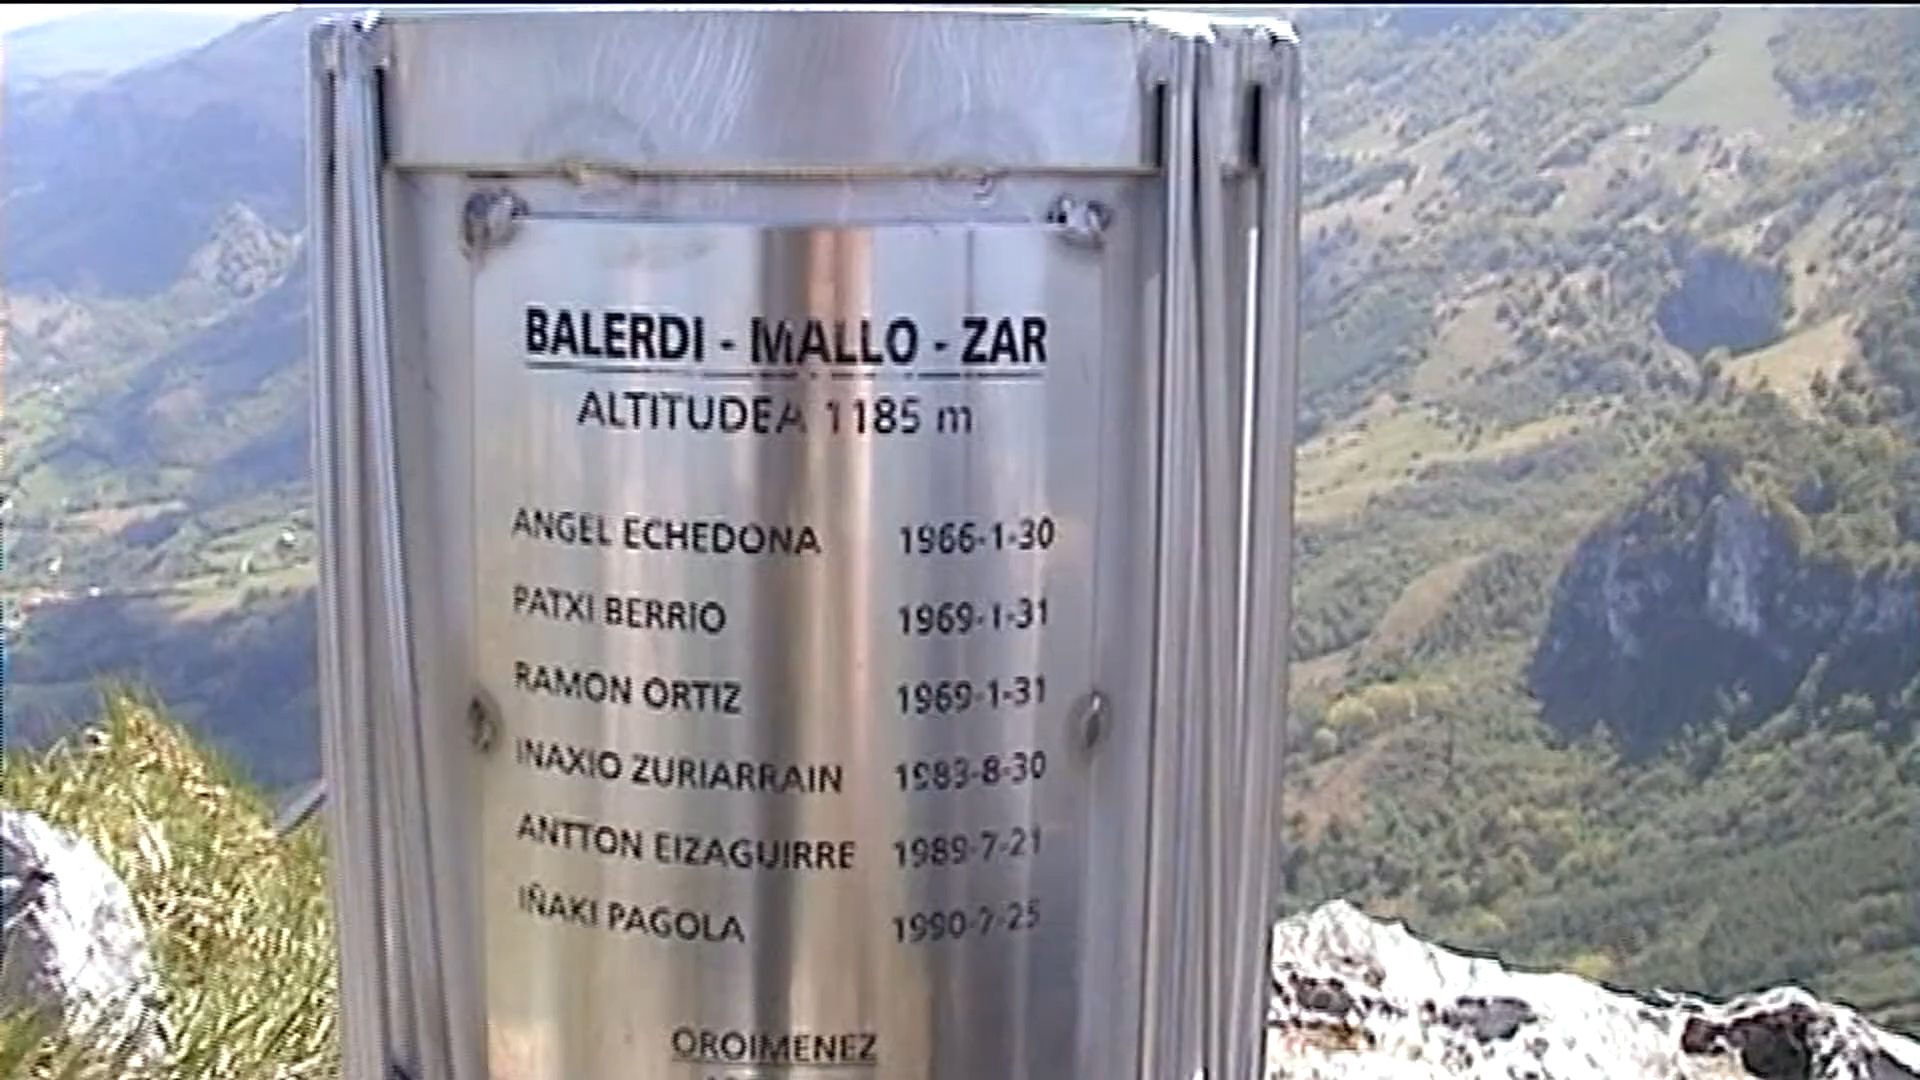 BALERDI - MALLO - ZAR
ALTITUDEA 1185 m
ANGEL ECHEDONA 1966-1-30
PATXI BERRIO 1969-1-31
RAMON ORTIZ 1969-1-31
INAXIO ZURIARRAIN 1983-8-30
ANTTON EIZAGUIRRE 1989-7-21
IÑAKI PAGOLA 1990-7-25
OROIMENEZ